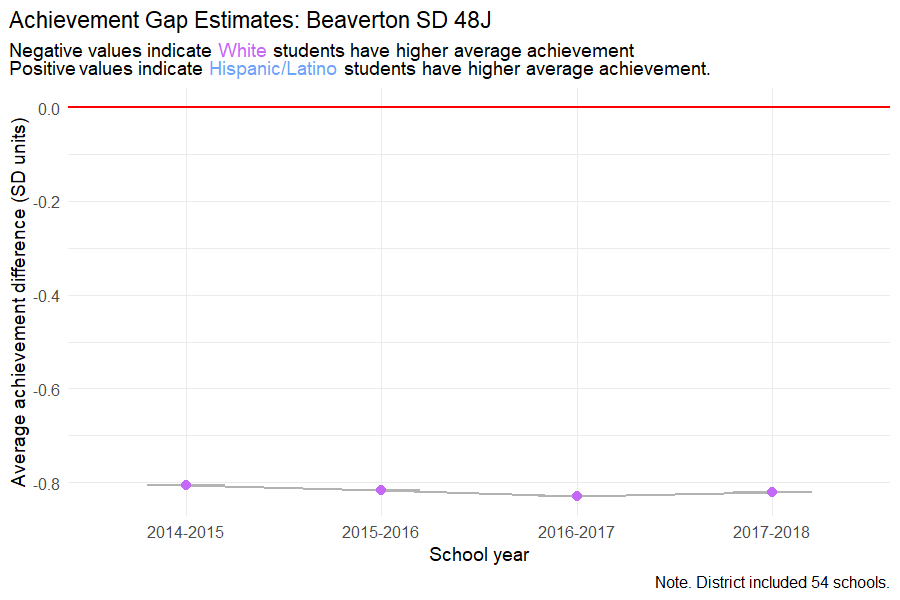 Achievement Gap Estimates: Beaverton SD 48J
Negative values indicate White students have higher average achievement
Positive values indicate Hispanic/Latino students have higher average achievement.
Average achievement difference (SD units)
0.0
-0.2
-0.4
-0.6
-0.8
2014-2015 2015-2016 2016-2017 2017-2018
School year
Note. District included 54 schools.